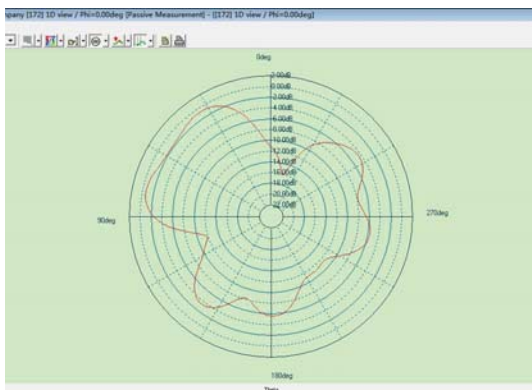 mpany [172] 1D view / Phi=0.00deg [Passive Measurement] - [[172] 1D view / Phi=0.00deg]
0deg
2.00dB
0.00dB
-2.00dB
-4.00dB
-6.00dB
-8.00dB
-10.00dB
-12.00dB
-14.00dB
-16.00dB
-18.00dB
-20.00dB
-22.00dB
90deg
270deg
180deg